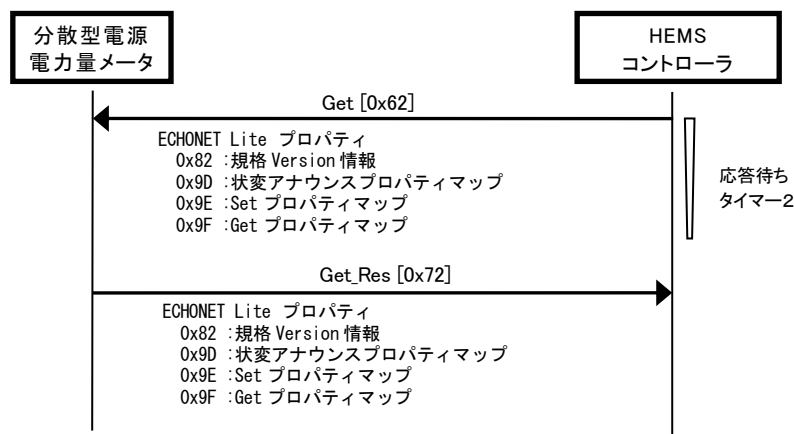 分散型電源
電力量メータ
HEMS
コントローラ
Get [0x62]
ECHONET Lite プロパティ
0x82 :規格 Version 情報
0x9D :状変アナウンスプロパティマップ
0x9E :Set プロパティマップ
0x9F :Get プロパティマップ
応答待ち
タイマー2
Get_Res [0x72]
ECHONET Lite プロパティ
0x82 :規格 Version 情報
0x9D :状変アナウンスプロパティマップ
0x9E :Set プロパティマップ
0x9F :Get プロパティマップ